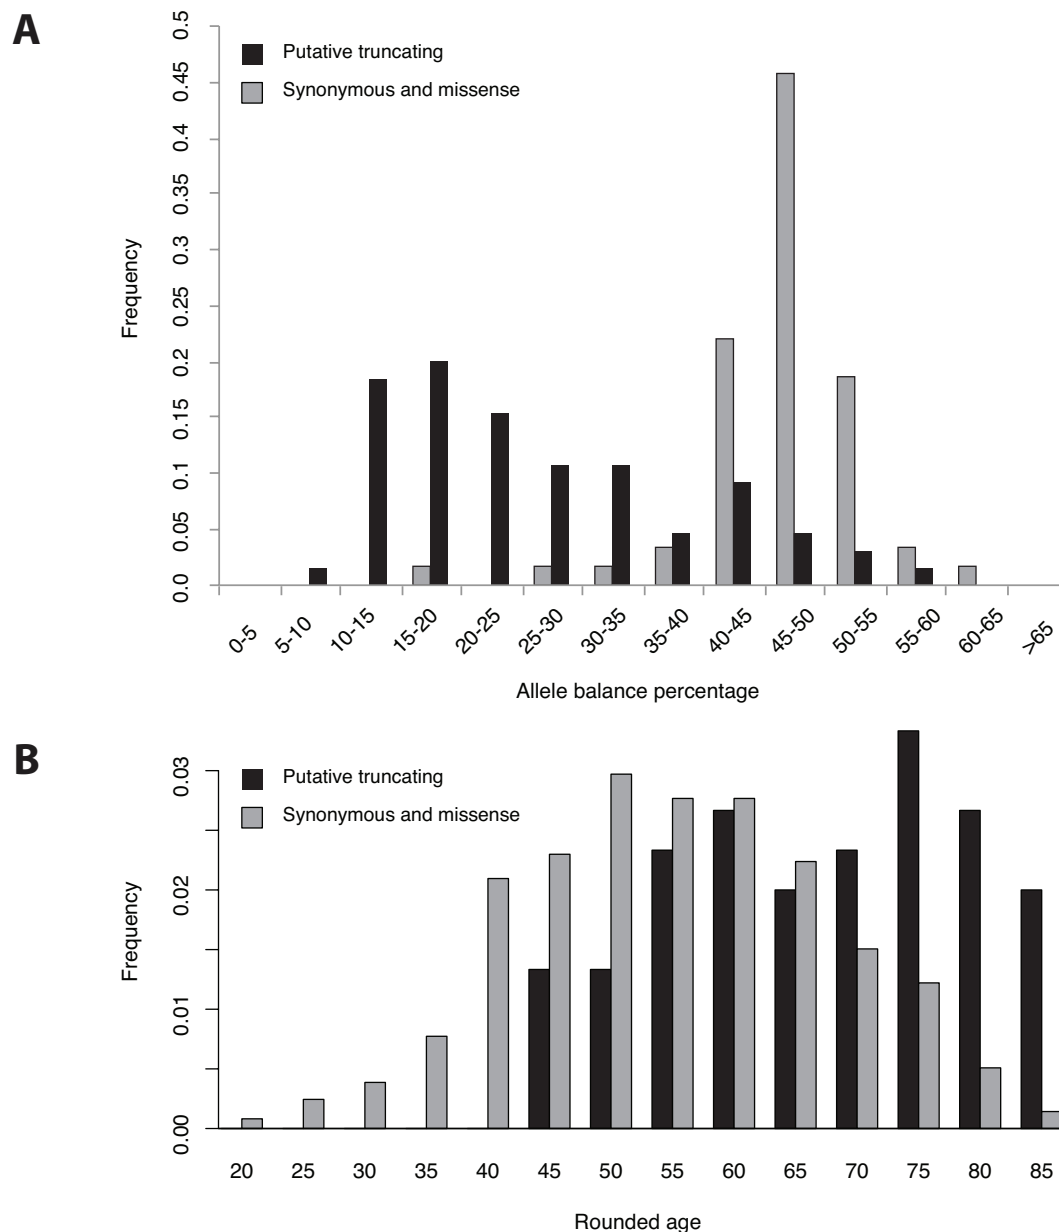 A
0.5
0.45
0.4
0.35
0.3
0.25
0.2
0.15
0.1
0.05
0.0
Frequency
Putative truncating
Synonymous and missense
0-5 5-10 10-15 15-20 20-25 25-30 30-35 35-40 40-45 45-50 50-55 55-60 60-65 >65
Allele balance percentage
B
0.03
0.02
0.01
0.00
Frequency
Putative truncating
Synonymous and missense
20 25 30 35 40 45 50 55 60 65 70 75 80 85
Rounded age